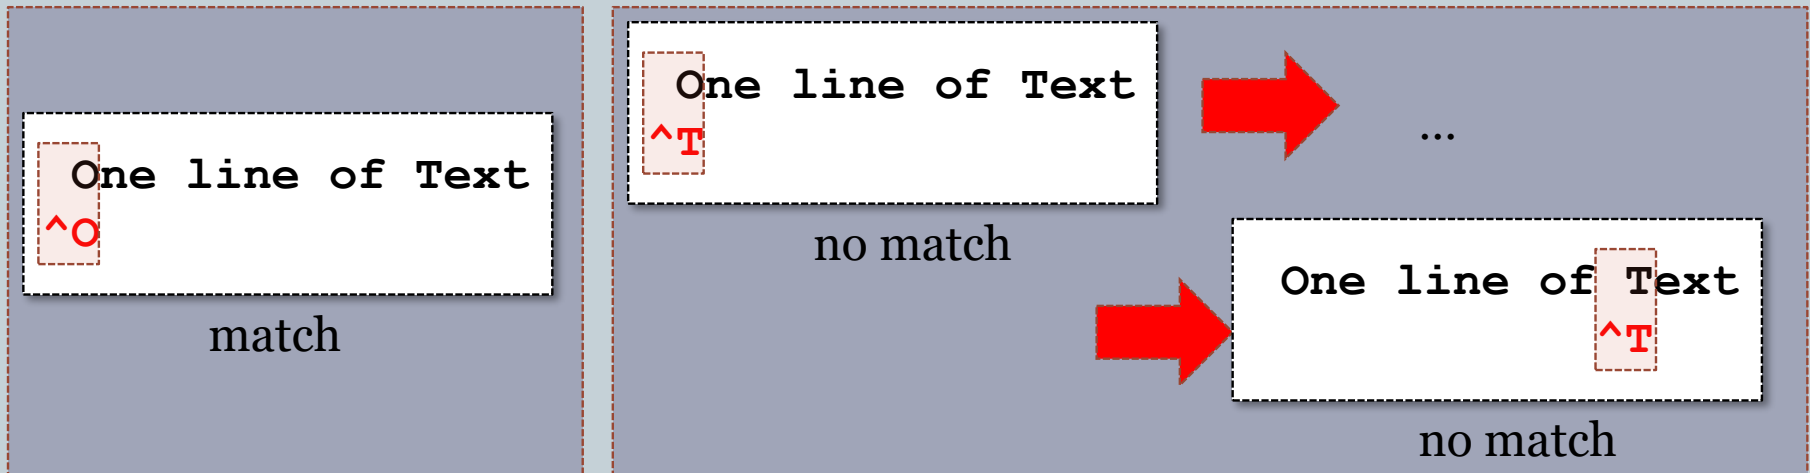 One line of Text
^O
match
One line of Text
^T
no match
...
One line of Text
^T
no match